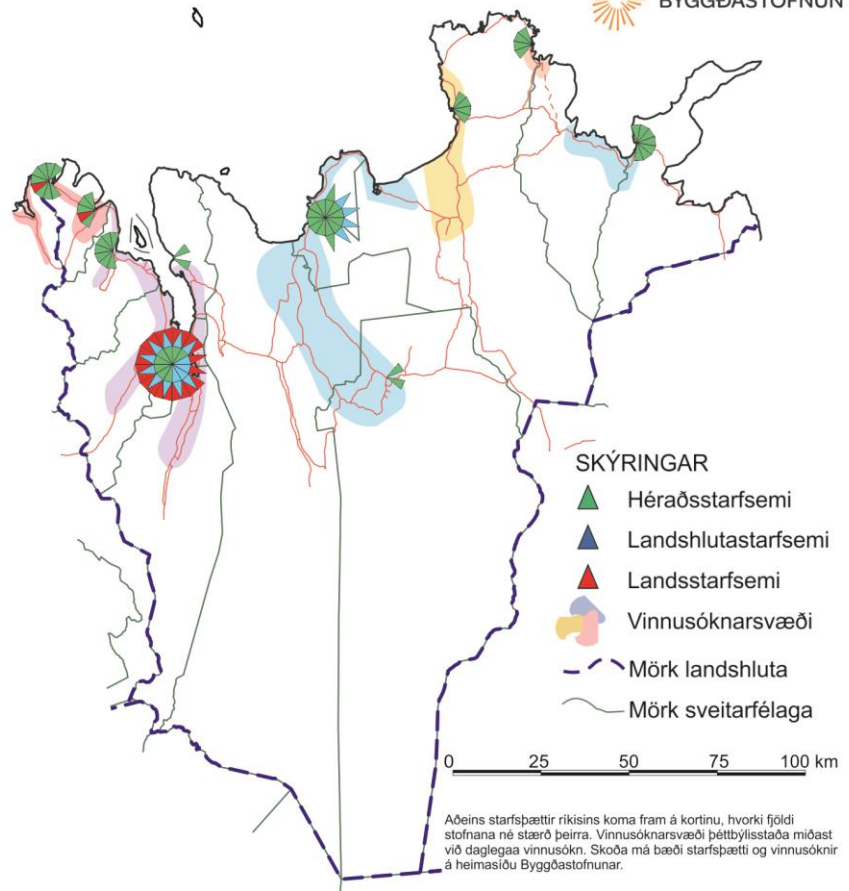 BYGGÐASTOFNUN
SKÝRINGAR
Héraðsstarfsemi
Landshlutastarfsemi
Landsstarfsemi
Vinnusóknarsvæði
Mörk landshluta
Mörk sveitarfélaga
0 25 50 75 100 km
Aðeins starfsþættir ríkisins koma fram á kortinu, hvorki fjöldi
stofnana né stærð þeirra. Vinnusóknarsvæði þéttbýlisstaða miðast
við daglegaa vinnusókn. Skoða má bæði starfsþætti og vinnusóknir
á heimasíðu Byggðastofnunar.